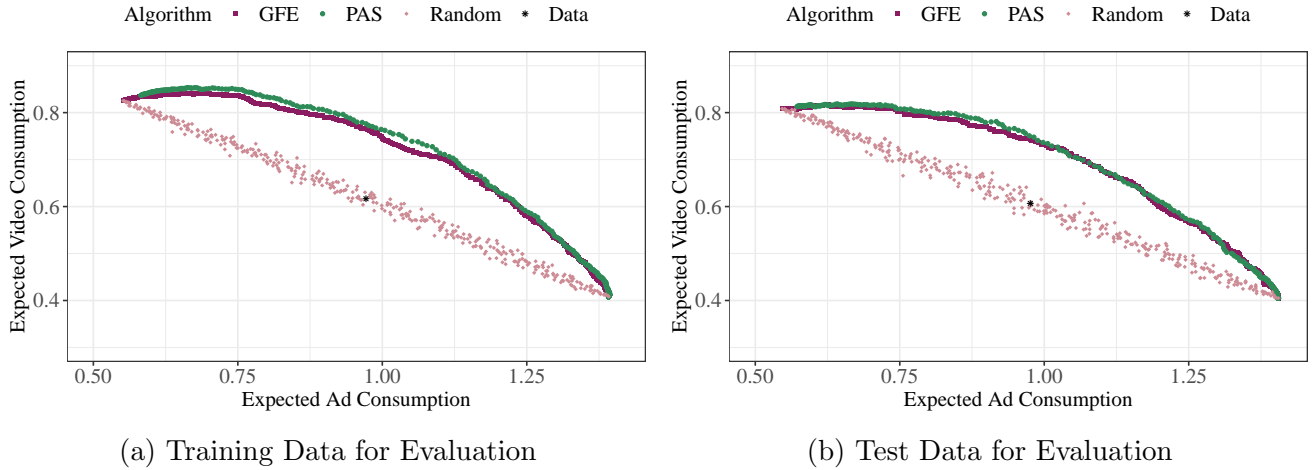 Algorithm GFE PAS Random Data
Expected Video Consumption
0.8
0.6
0.4
0.50 0.75 1.00 1.25
Expected Ad Consumption
(a) Training Data for Evaluation
Algorithm GFE PAS Random Data
Expected Video Consumption
0.8
0.6
0.4
0.50 0.75 1.00 1.25
Expected Ad Consumption
(b) Test Data for Evaluation